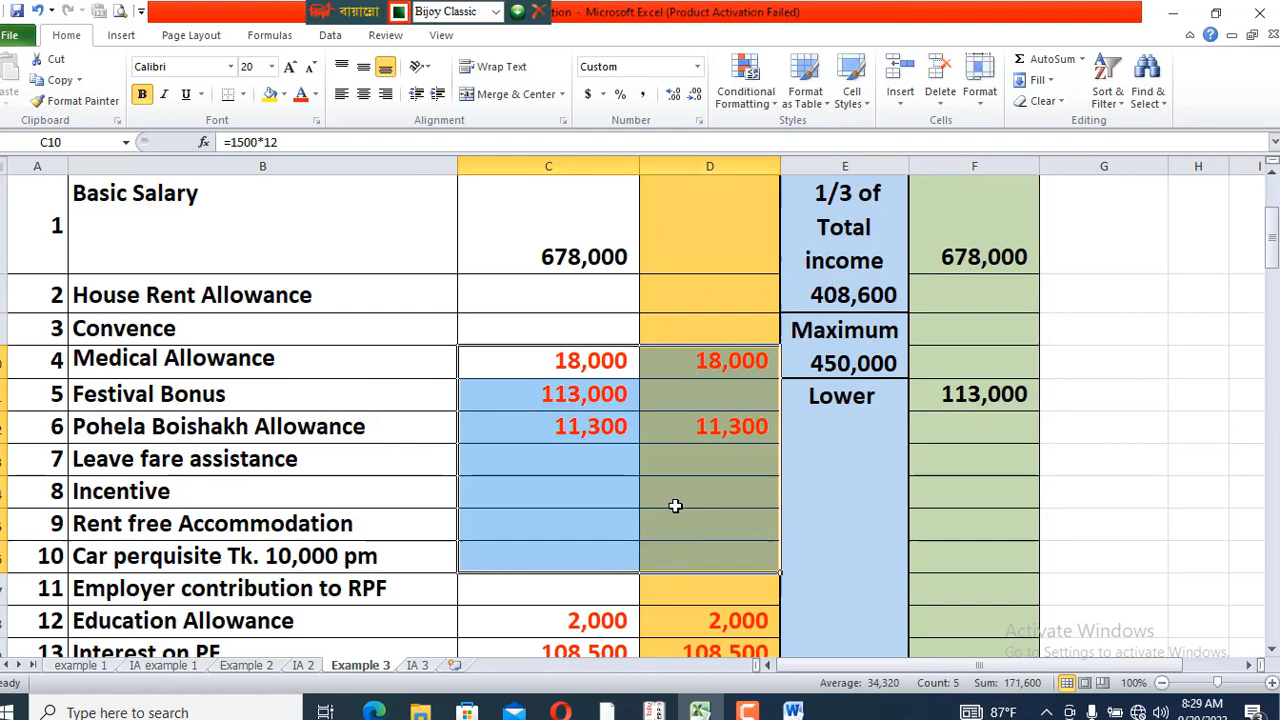 লিপি বায়ান্নো Bijoy Classic tion - Microsoft Excel (Product Activation Failed)
File Home Insert Page Layout Formulas Data Review View
Cut
Copy
Format Painter
Clipboard
Calibri 20
B I U
Font
Wrap Text
Merge & Center
Alignment
Custom
$ % ,
Number
Conditional Formatting
Format as Table
Cell Styles
Styles
Insert Delete Format
Cells
AutoSum
Fill
Clear
Sort & Filter
Find & Select
Editing
C10 fx =1500*12
A B C D E F G H I
1 Basic Salary 678,000 1/3 of Total income 408,600 678,000
2 House Rent Allowance
3 Convence Maximum
4 Medical Allowance 18,000 18,000 450,000
5 Festival Bonus 113,000 Lower 113,000
6 Pohela Boishakh Allowance 11,300 11,300
7 Leave fare assistance
8 Incentive
9 Rent free Accommodation
10 Car perquisite Tk. 10,000 pm
11 Employer contribution to RPF
12 Education Allowance 2,000 2,000
13 Interest on PF 108,500 108,500
Activate Windows
Go to Settings to activate Windows.
example 1 IA example 1 Example 2 IA 2 Example 3 IA 3
eady Average: 34,320 Count: 5 Sum: 171,600 100%
Type here to search 87°F 8:29 AM